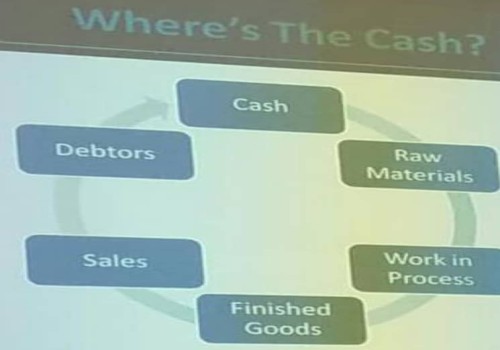 Where's The Cash?
Cash
Raw
Materials
Work in
Process
Finished
Goods
Sales
Debtors